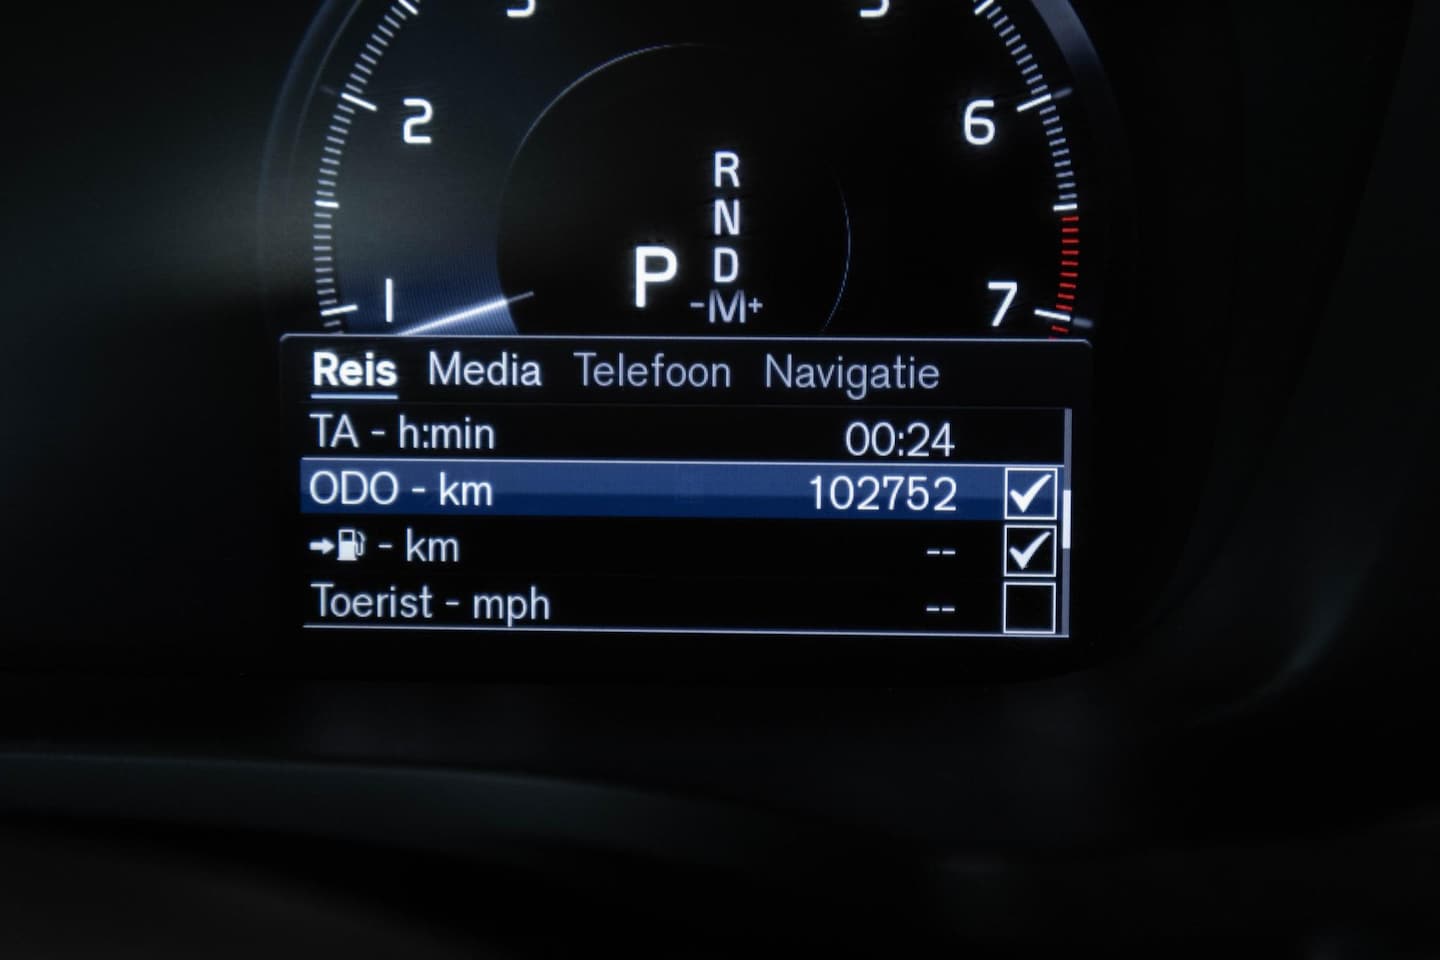 2
6
R
N
D
P
-M+
1
7
Reis Media Telefoon Navigatie
TA - h:min 00:24
ODO - km 102752
- km --
Toerist - mph --